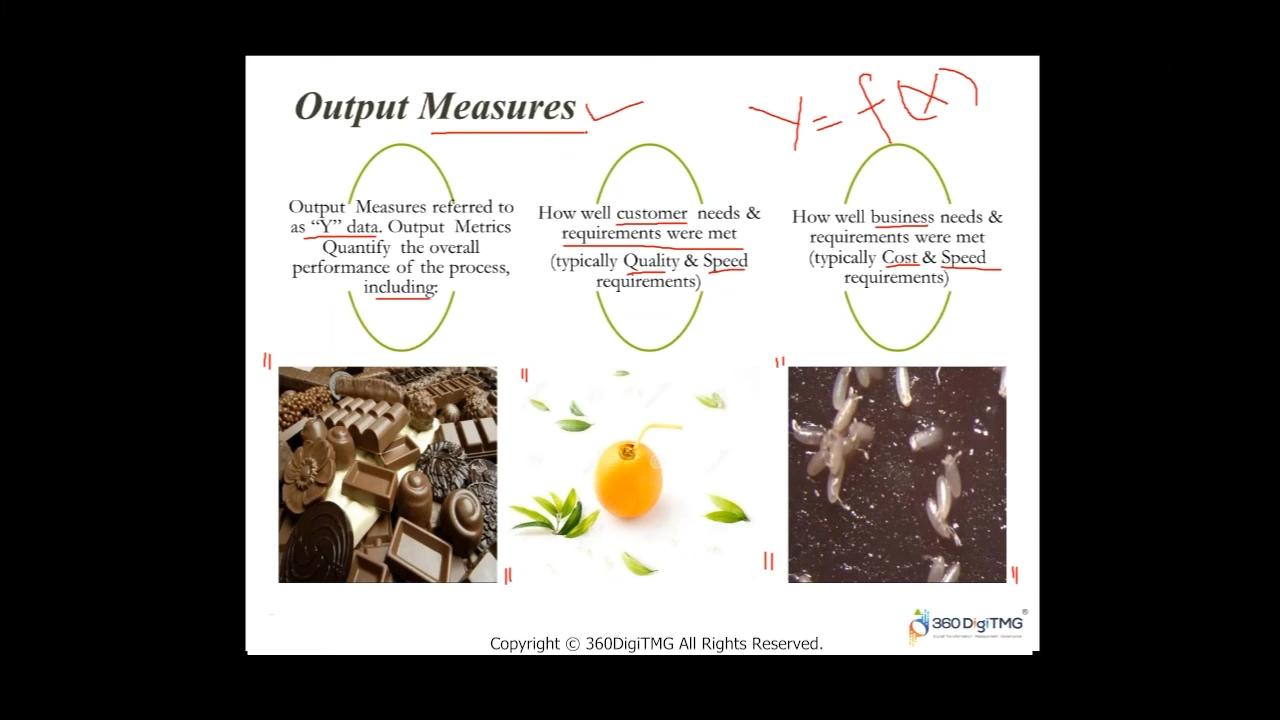 Output Measures
Y = f(x)
Output Measures referred to
as “Y” data. Output Metrics
Quantify the overall
performance of the process,
including:
How well customer needs &
requirements were met
(typically Quality & Speed
requirements)
How well business needs &
requirements were met
(typically Cost & Speed
requirements)
360DigiTMG®
Copyright © 360DigiTMG All Rights Reserved.